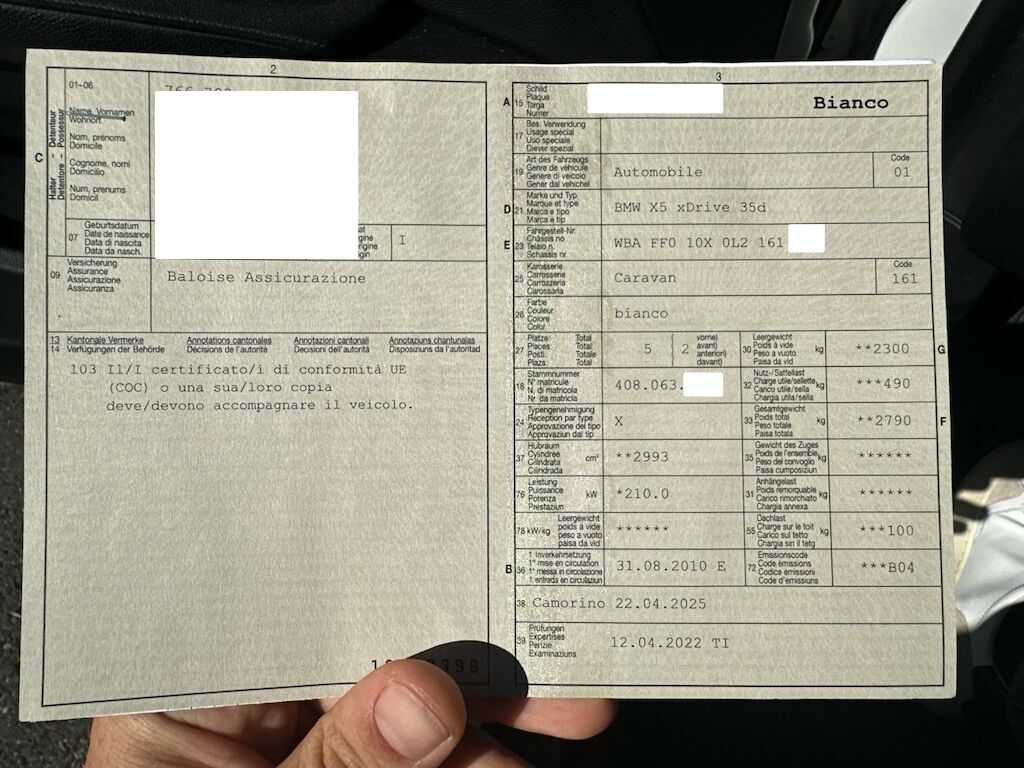 2
01-06
Halter – Détenteur
Detentore – Possessur
C
Name, Vornamen
Wohnort
Nom, prénoms
Domicile
Cognome, nomi
Domicilio
Num, prenums
Domicil
07
Geburtsdatum
Date de naissance
Data di nascita
Data da nasch.
I
09
Versicherung
Assurance
Assicurazione
Assicuranza
Baloise Assicurazione
13 Kantonale Vermerke Annotations cantonales Annotazioni cantonali Annotaziuns chantunalas
14 Verfügungen der Behörde Décisions de l'autorité Decisioni dell'autorità Disposiziuns da l'autoritad
103 Il/I certificato/i di conformità UE
(COC) o una sua/loro copia
deve/devono accompagnare il veicolo.
3
A 15
Schild
Plaque
Targa
Numer
Bianco
17
Bes. Verwendung
Usage spécial
Uso speciale
Diever spezial
19
Art des Fahrzeugs
Genre de véhicule
Genere di veicolo
Gener dal vehichel
Automobile
Code
01
D 21
Marke und Typ
Marque et type
Marca e tipo
Marca e tip
BMW X5 xDrive 35d
E 23
Fahrgestell-Nr.
Châssis no
Telaio n.
Schassis nr.
WBA FF0 10X 0L2 161
25
Karosserie
Carrosserie
Carrozzeria
Carossaria
Caravan
Code
161
26
Farbe
Couleur
Colore
Colur
bianco
27
Plätze: Total
Places: Total
Posti: Totale
Plazs: Total
5 ( 2
vorne)
avant)
anteriori)
davant)
30
Leergewicht
Poids à vide
Peso a vuoto
Paisa a vid
kg
**2300
G
18
Stammnummer
N° matricule
N. di matricola
Nr. da matricla
408.063.
32
Nutz-/Sattellast
Charge utile/sellette
Carico utile/sella
Chargia utila/sella
kg
***490
24
Typengenehmigung
Réception par type
Approvazione del tipo
Approvaziun dal tip
X
33
Gesamtgewicht
Poids total
Peso totale
Paisa totala
kg
**2790
F
37
Hubraum
Cylindrée
Cilindrata
Cilindrada
cm³
**2993
35
Gewicht des Zuges
Poids de l'ensemble
Peso del convoglio
Paisa cumposiziun
kg
******
76
Leistung
Puissance
Potenza
Prestaziun
kW
*210.0
31
Anhängelast
Poids remorquable
Carico rimorchiato
Chargia annexa
kg
******
78 kW/kg
Leergewicht
poids à vide
peso a vuoto
paisa da vid
******
55
Dachlast
Charge sur le toit
Carico sul tetto
Chargia sin il tetg
kg
***100
B 36
1. Inverkehrsetzung
1re mise en circulation
1a messa in circolazione
1. entrada en circulaziun
31.08.2010 E
72
Emissionscode
Code émissions
Codice emissioni
Code d'emissiuns
***B04
38 Camorino 22.04.2025
39
Prüfungen
Expertises
Perizie
Examinaziuns
12.04.2022 TI